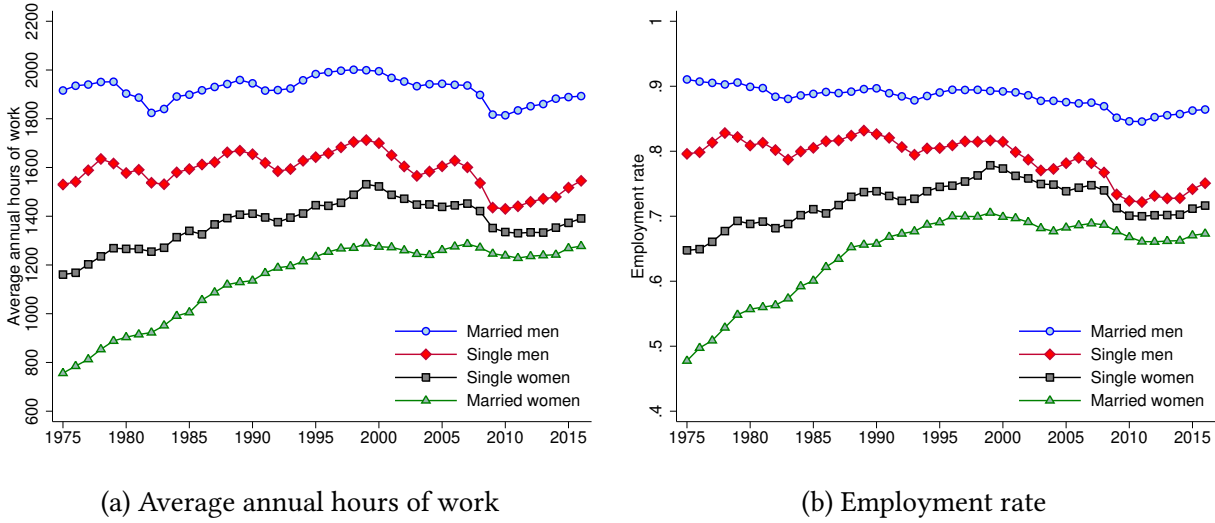 Average annual hours of work
2200
2000
1800
1600
1400
1200
1000
800
600
1975 1980 1985 1990 1995 2000 2005 2010 2015
Married men
Single men
Single women
Married women
(a) Average annual hours of work
Employment rate
1
.9
.8
.7
.6
.5
.4
1975 1980 1985 1990 1995 2000 2005 2010 2015
Married men
Single men
Single women
Married women
(b) Employment rate